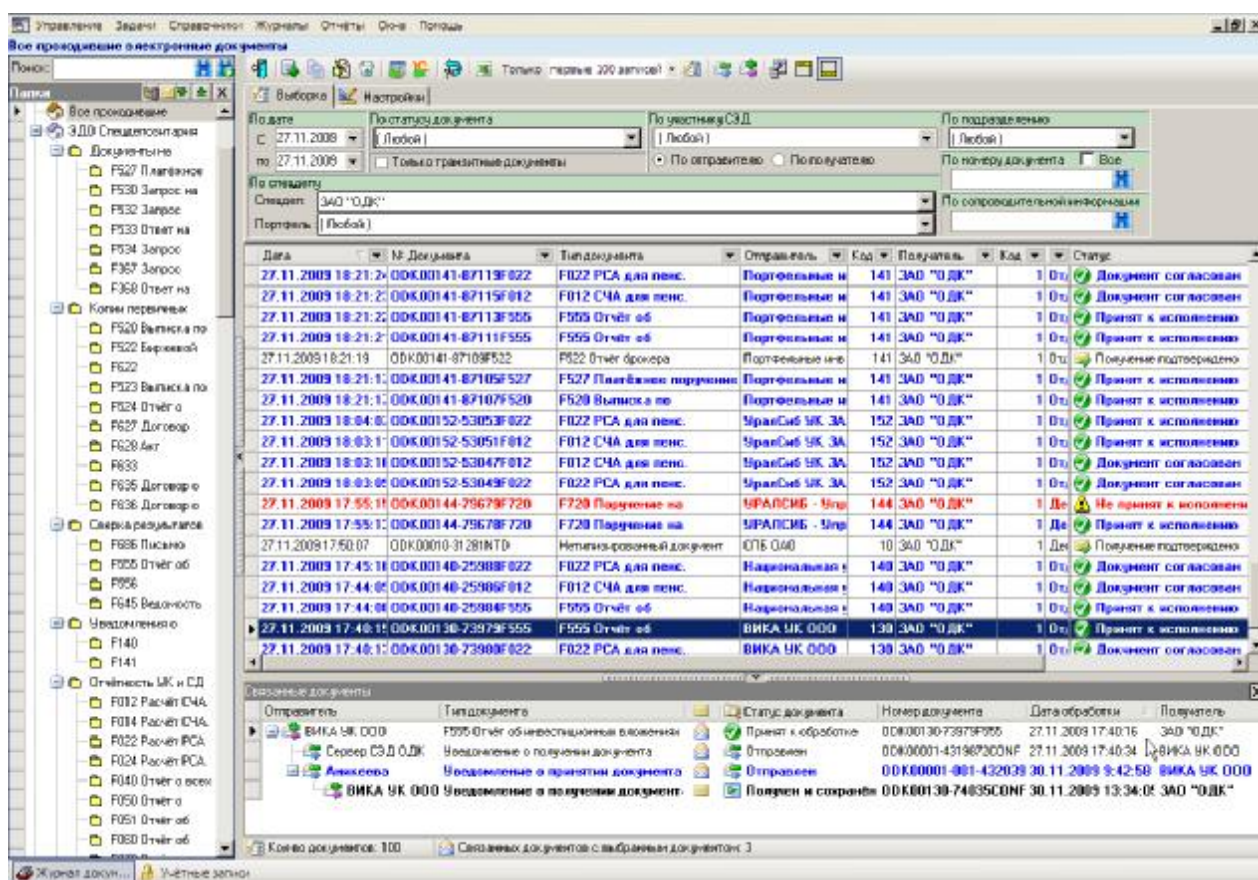 Управление Задачи Справочники Журналы Отчёты Окна Помощь
Все проходившие электронные документы
Поиск:
Только первые 100 записей
Папки
Выборка Настройки
Все проходившие
ЭДО Спецдепозитария
Документы на
F527 Платёжное
F530 Запрос на
F532 Запрос
F533 Ответ на
F534 Запрос
F367 Запрос
F368 Ответ на
Копии первичных
F520 Выписка по
F522 Биржевой
F622
F523 Выписка по
F524 Отчёт о
F627 Договор
F628 Акт
F633
F635 Договор о
F636 Договор о
Сверка результатов
F686 Письмо
F555 Отчёт об
F556
F645 Ведомость
Уведомления о
F140
F141
Отчётность УК и СД
F012 Расчёт СЧА
F014 Расчёт СЧА
F022 Расчёт РСА
F024 Расчёт РСА
F040 Отчёт о всех
F050 Отчёт о
F051 Отчёт об
F060 Отчёт об
По дате По статусу документа По участнику СЭД По подразделению
С 27.11.2009 ( Любой ) ( Любой ) ( Любой )
по 27.11.2009 Только транзитные документы По отправителю По получателю По номеру документа Все
По спецдепу
Спецдеп: ЗАО "ОДК" По сопроводительной информации
Портфель: ( Любой )
Дата № Документа Тип документа Отправитель Код Получатель Код Статус
27.11.2009 18:21:2 ODK00141-87119F022 F022 РСА для пенс. Портфельные и 141 ЗАО "ОДК" 1 Документ согласован
27.11.2009 18:21:2 ODK00141-87115F012 F012 СЧА для пенс. Портфельные и 141 ЗАО "ОДК" 1 Документ согласован
27.11.2009 18:21:22 ODK00141-87113F555 F555 Отчёт об Портфельные и 141 ЗАО "ОДК" 1 Принят к исполнению
27.11.2009 18:21:2 ODK00141-87111F555 F555 Отчёт об Портфельные и 141 ЗАО "ОДК" 1 Принят к исполнению
27.11.2009 18:21:19 ODK00141-87109F522 F522 Отчёт брокера Портфельные инв 141 ЗАО "ОДК" 1 Получение подтверждено
27.11.2009 18:21:1 ODK00141-87105F527 F527 Платёжное поручение Портфельные и 141 ЗАО "ОДК" 1 Принят к исполнению
27.11.2009 18:21:1 ODK00141-87107F520 F520 Выписка по Портфельные и 141 ЗАО "ОДК" 1 Принят к исполнению
27.11.2009 18:04:0 ODK00152-53053F022 F022 РСА для пенс. УралСиб УК ЗА 152 ЗАО "ОДК" 1 Принят к исполнению
27.11.2009 18:03:1 ODK00152-53051F012 F012 СЧА для пенс. УралСиб УК ЗА 152 ЗАО "ОДК" 1 Принят к исполнению
27.11.2009 18:03:1 ODK00152-53047F012 F012 СЧА для пенс. УралСиб УК ЗА 152 ЗАО "ОДК" 1 Документ согласован
27.11.2009 18:03:0 ODK00152-53049F022 F022 РСА для пенс. УралСиб УК ЗА 152 ЗАО "ОДК" 1 Документ согласован
27.11.2009 17:55:1 ODK00144-79679F720 F720 Поручение на УРАЛСИБ - Упр 144 ЗАО "ОДК" 1 Не принят к исполнени
27.11.2009 17:55:1 ODK00144-79678F720 F720 Поручение на УРАЛСИБ - Упр 144 ЗАО "ОДК" 1 Принят к исполнению
27.11.2009 17:50:07 ODK00010-31281NTD Нетипизированный документ СПБ ОАО 10 ЗАО "ОДК" 1 Получение подтверждено
27.11.2009 17:45:1 ODK00140-25988F022 F022 РСА для пенс. Национальная 140 ЗАО "ОДК" 1 Документ согласован
27.11.2009 17:44:0 ODK00140-25986F012 F012 СЧА для пенс. Национальная 140 ЗАО "ОДК" 1 Документ согласован
27.11.2009 17:44:0 ODK00140-25984F555 F555 Отчёт об Национальная 140 ЗАО "ОДК" 1 Принят к исполнению
27.11.2009 17:40:1 ODK00130-73979F555 F555 Отчёт об ВИКА УК ООО 130 ЗАО "ОДК" 1 Принят к исполнению
27.11.2009 17:40:1 ODK00130-73980F022 F022 РСА для пенс. ВИКА УК ООО 130 ЗАО "ОДК" 1 Документ согласован
Связанные документы
Отправитель Тип документа Статус документа Номер документа Дата обработки Получатель
ВИКА УК ООО F555 Отчёт об инвестиционных вложениях Принят к обработке ODK00130-73979F555 27.11.2009 17:40:16 ЗАО "ОДК"
Сервер СЭД ОДК Уведомление о получении документа Отправлен ODK00001-4319873CONF 27.11.2009 17:40:34 ВИКА УК ООО
Аникеева Уведомление о принятии документа Отправлен ODK00001-001-432039 30.11.2009 9:42:58 ВИКА УК ООО
ВИКА УК ООО Уведомление о получении документ Получен и сохранён ODK00130-74035CONF 30.11.2009 13:34:0 ЗАО "ОДК"
Кол-во документов: 100 Связанных документов с выбранным документом: 3
Журнал докум... Учётные записи